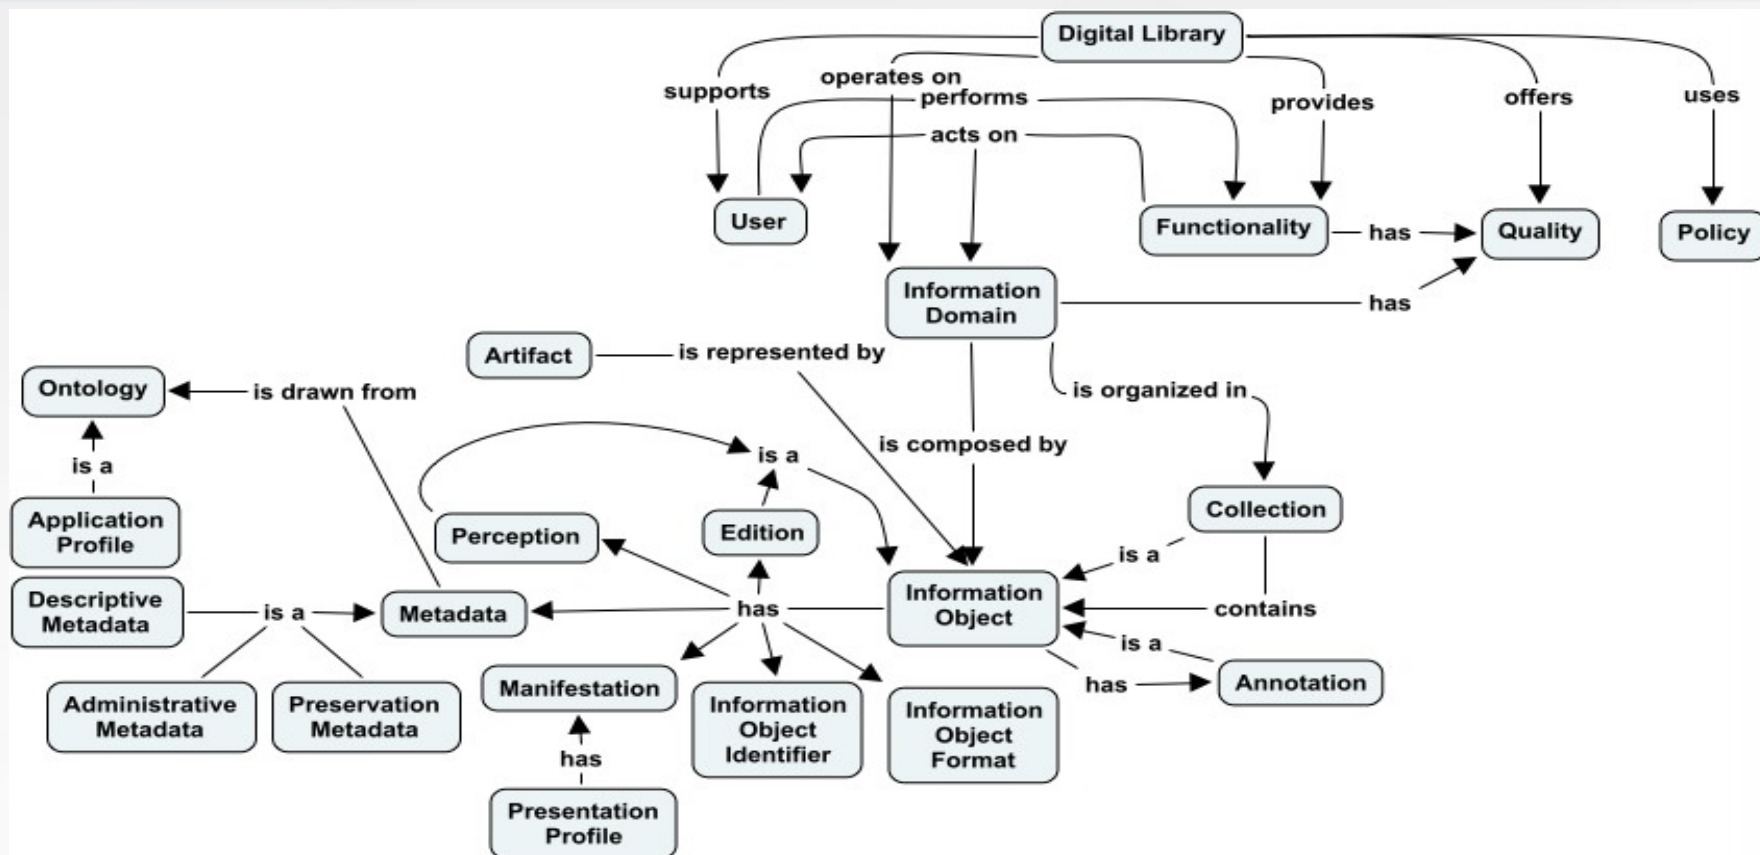 Digital Library
supports
operates on
performs
provides
offers
uses
acts on
User
Functionality
has
Quality
Policy
Information
Domain
has
Artifact
is represented by
Ontology
is drawn from
is organized in
is composed by
is a
is a
Application
Profile
Perception
Edition
Collection
is a
Descriptive
Metadata
is a
Metadata
has
Information
Object
contains
is a
has
Annotation
Administrative
Metadata
Preservation
Metadata
Manifestation
Information
Object
Identifier
Information
Object
Format
has
Presentation
Profile